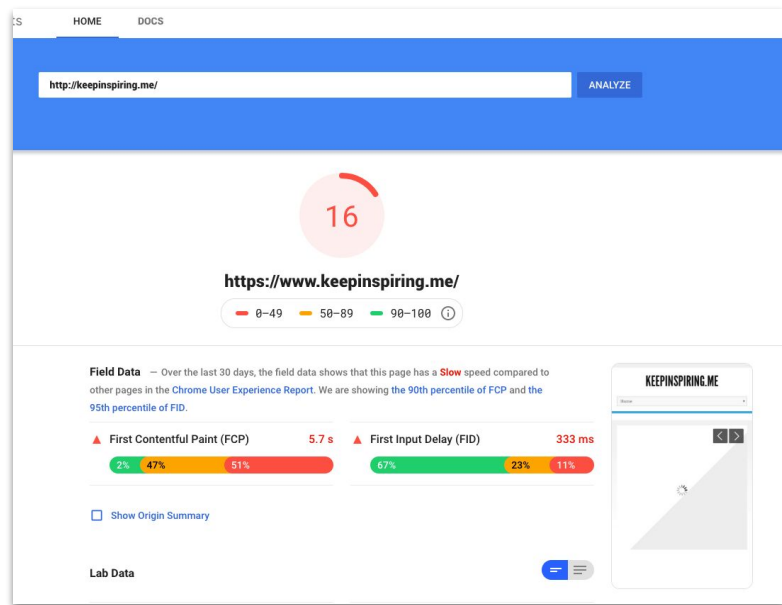 HOME DOCS
http://keepinspiring.me/ ANALYZE
16
https://www.keepinspiring.me/
0–49 50–89 90–100
Field Data — Over the last 30 days, the field data shows that this page has a Slow speed compared to
other pages in the Chrome User Experience Report. We are showing the 90th percentile of FCP and the
95th percentile of FID.
KEEPINSPIRING.ME
First Contentful Paint (FCP) 5.7 s
2% 47% 51%
First Input Delay (FID) 333 ms
67% 23% 11%
Show Origin Summary
Lab Data